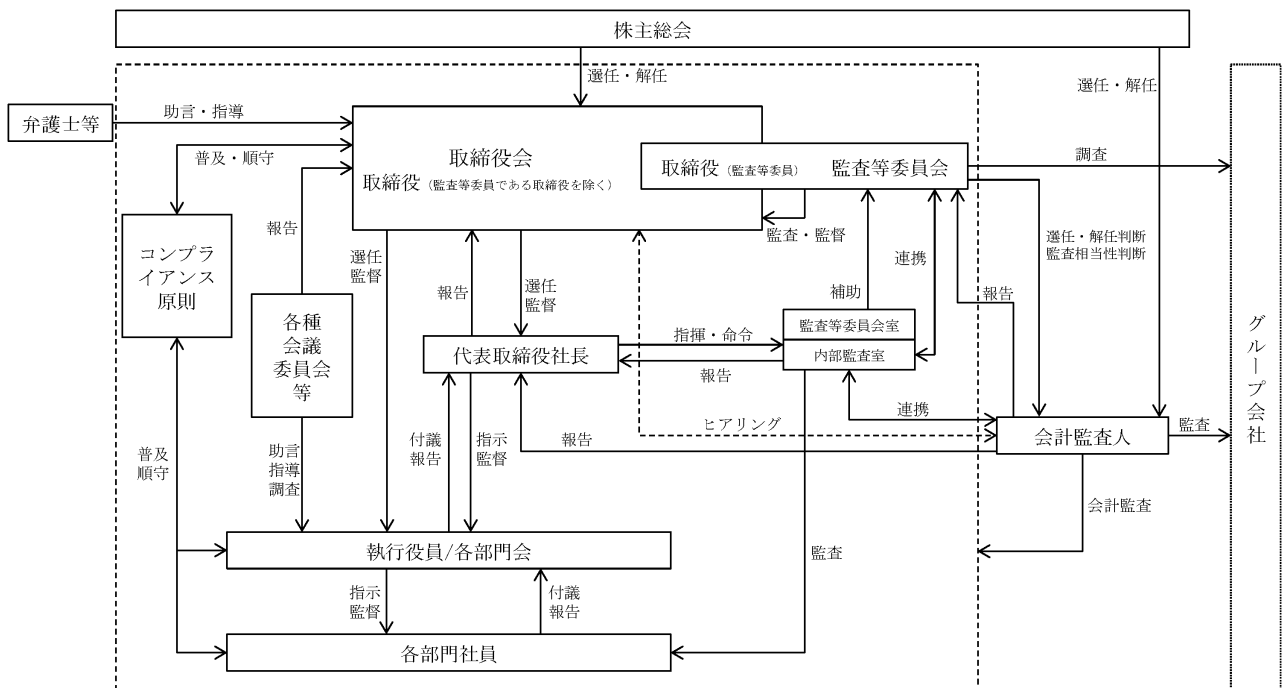 株主総会
選任・解任
選任・解任
弁護士等
助言・指導
普及・順守
取締役会
取締役（監査等委員である取締役を除く）
取締役（監査等委員）
監査等委員会
調査
監査・監督
報告
コンプラ
イアンス
原則
選任
監督
報告
選任
監督
補助
連携
選任・解任判断
監査相当性判断
報告
各種
会議
委員会
等
代表取締役社長
指揮・命令
報告
監査等委員会室
内部監査室
グループ会社
連携
ヒアリング
報告
会計監査人
監査
普及
順守
助言
指導
調査
付議
報告
指示
監督
会計監査
執行役員/各部門会
監査
指示
監督
付議
報告
各部門社員